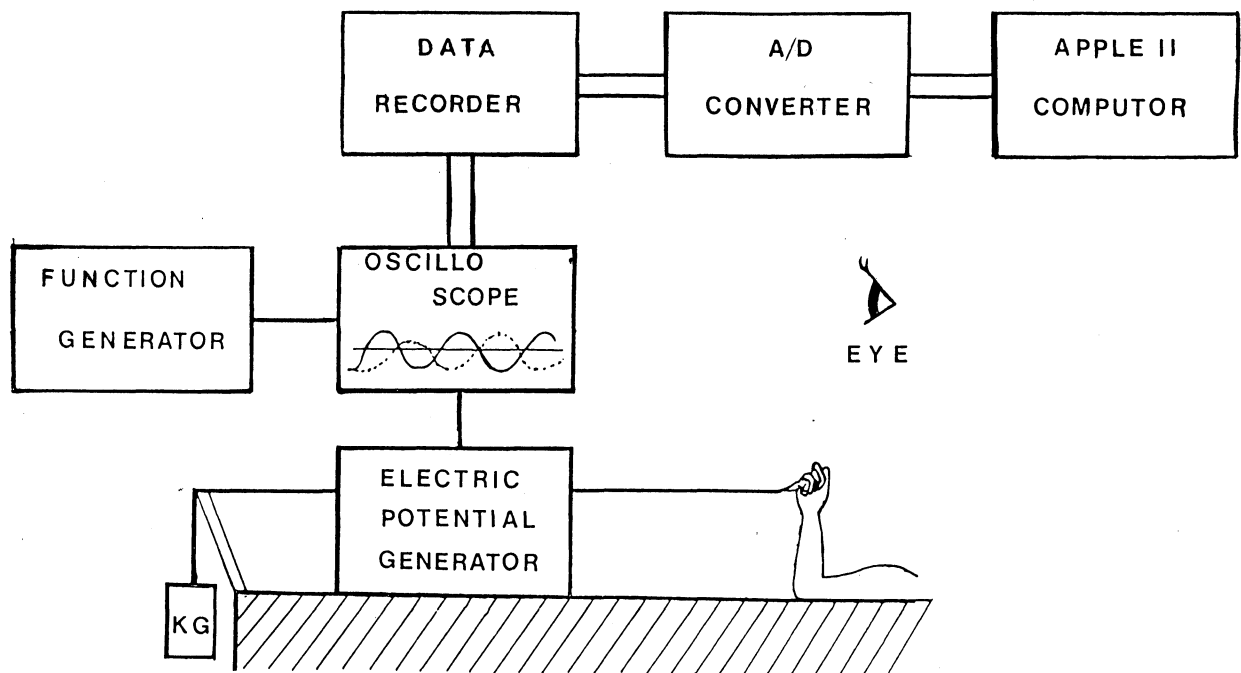 DATA
RECORDER
A/D
CONVERTER
APPLE II
COMPUTOR
FUNCTION
GENERATOR
OSCILLO
SCOPE
EYE
ELECTRIC
POTENTIAL
GENERATOR
KG